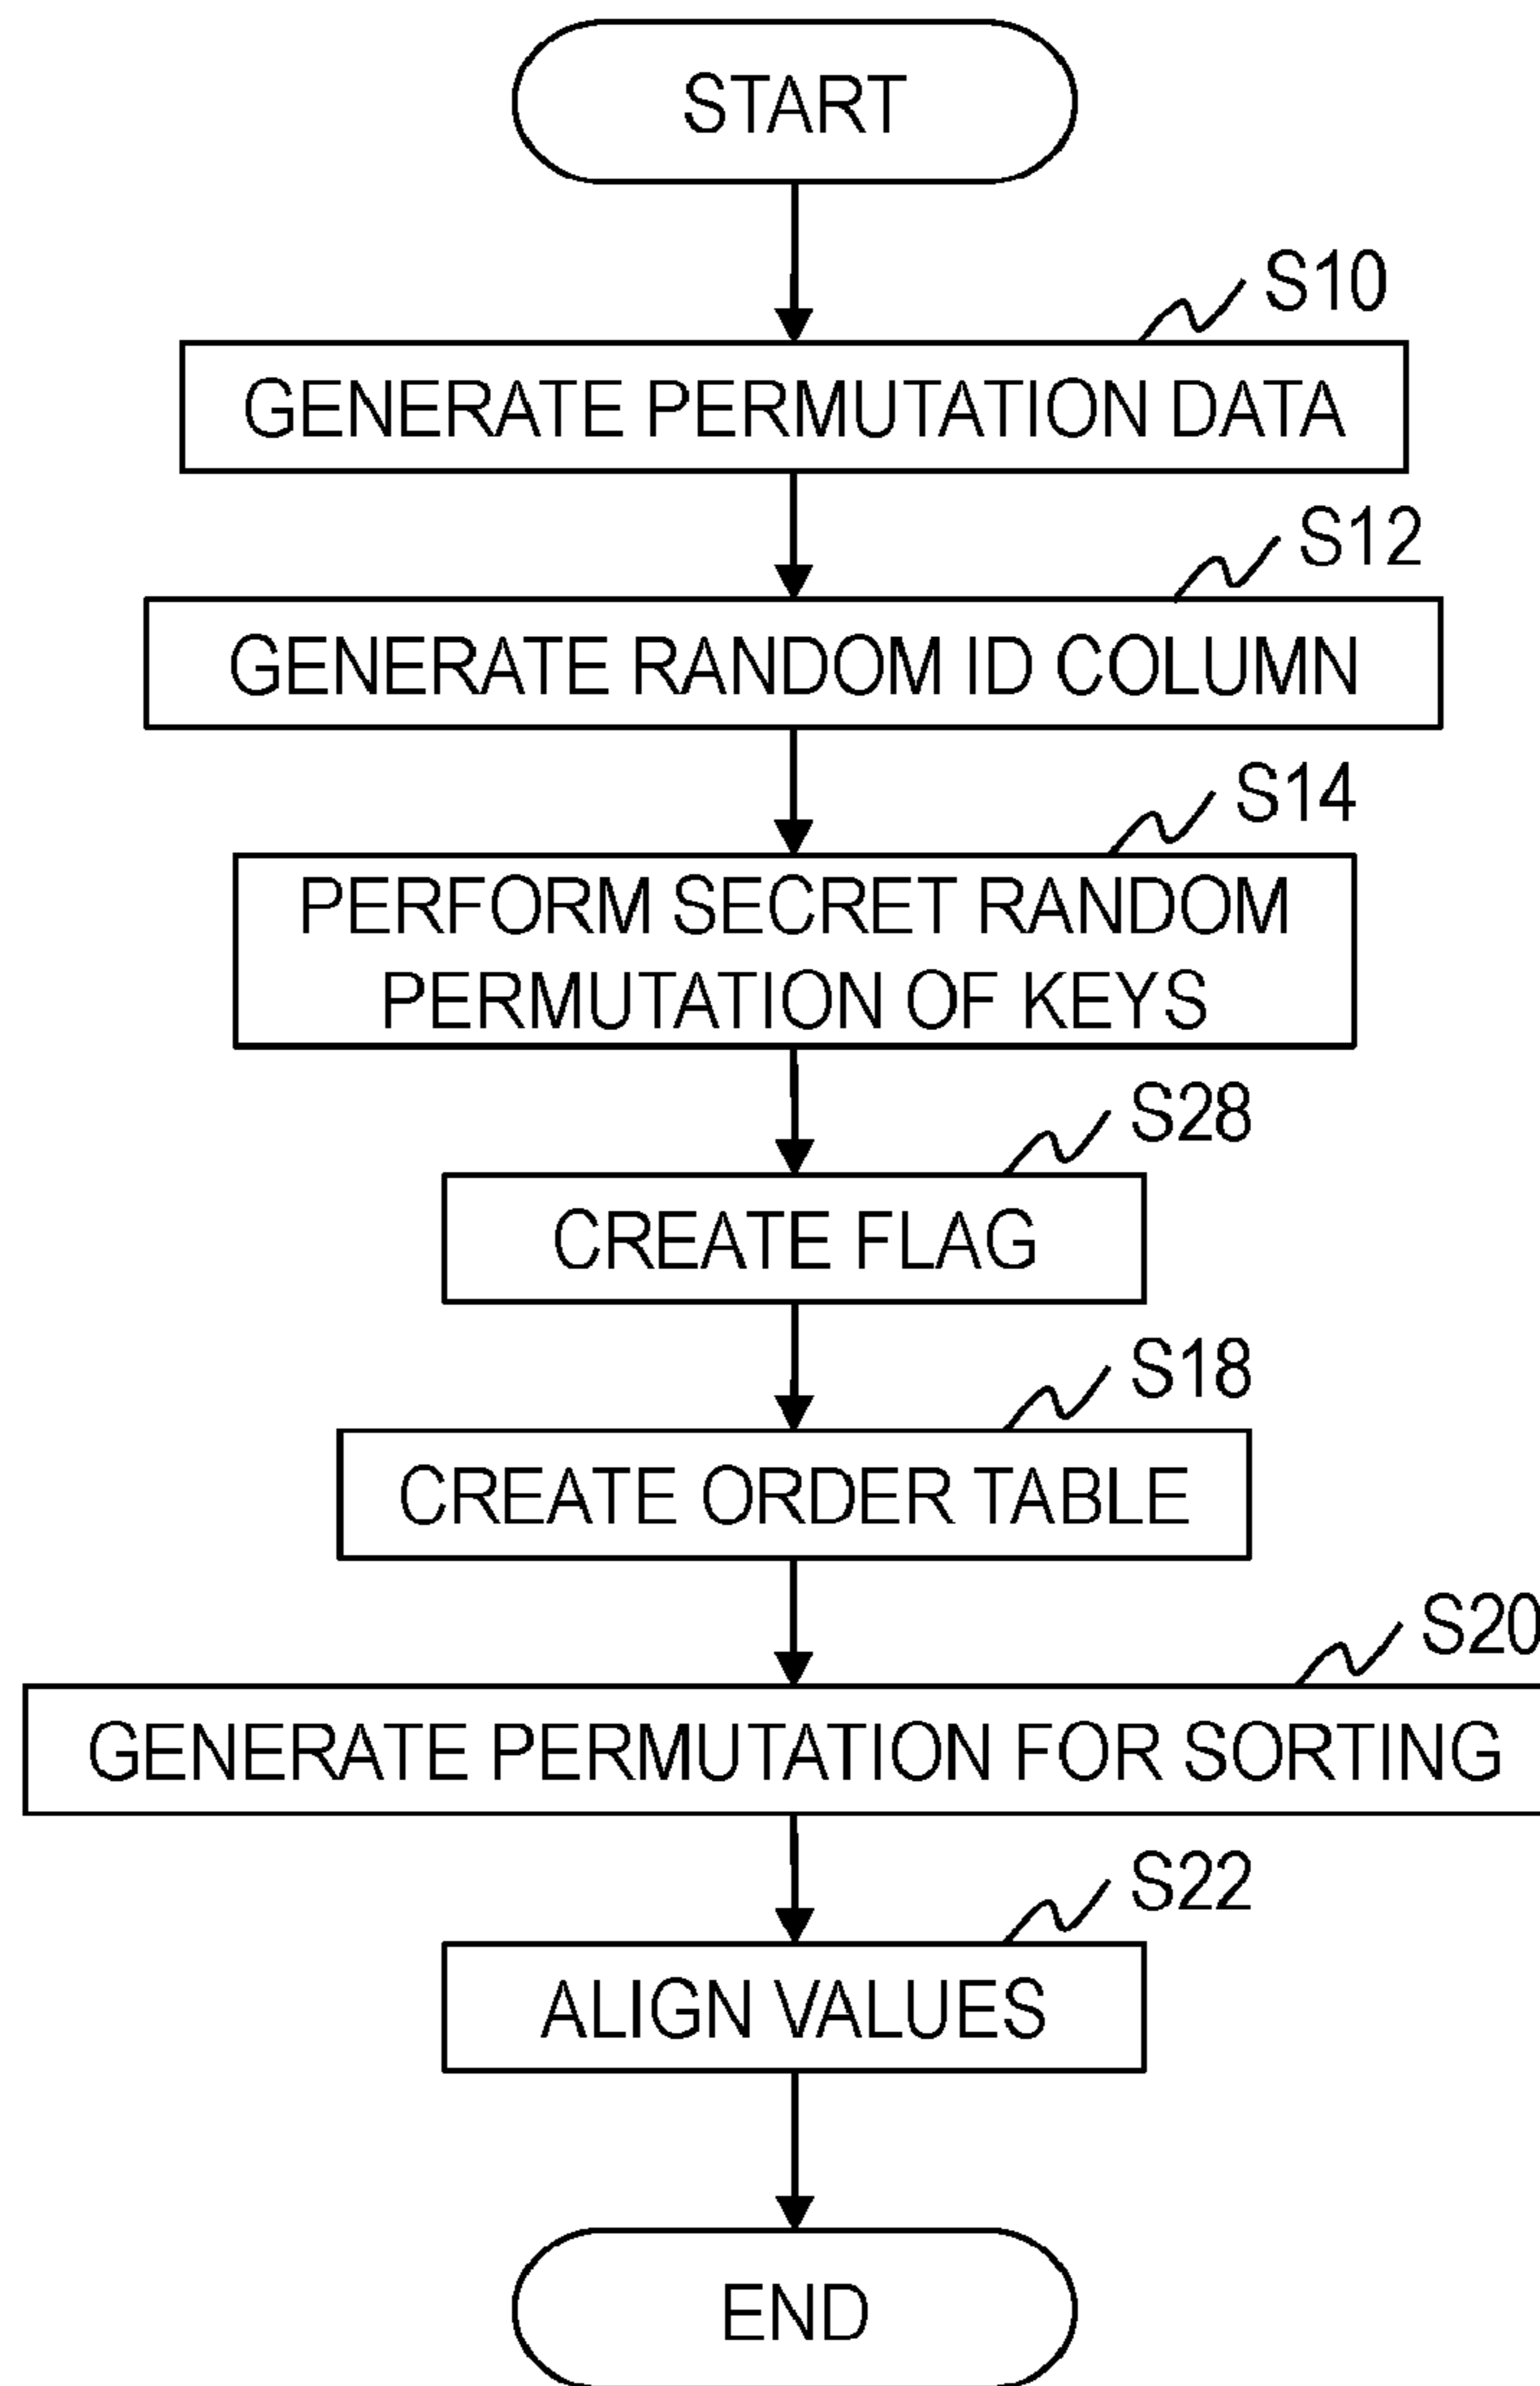 START
S10
GENERATE PERMUTATION DATA
S12
GENERATE RANDOM ID COLUMN
S14
PERFORM SECRET RANDOM
PERMUTATION OF KEYS
S28
CREATE FLAG
S18
CREATE ORDER TABLE
S20
GENERATE PERMUTATION FOR SORTING
S22
ALIGN VALUES
END